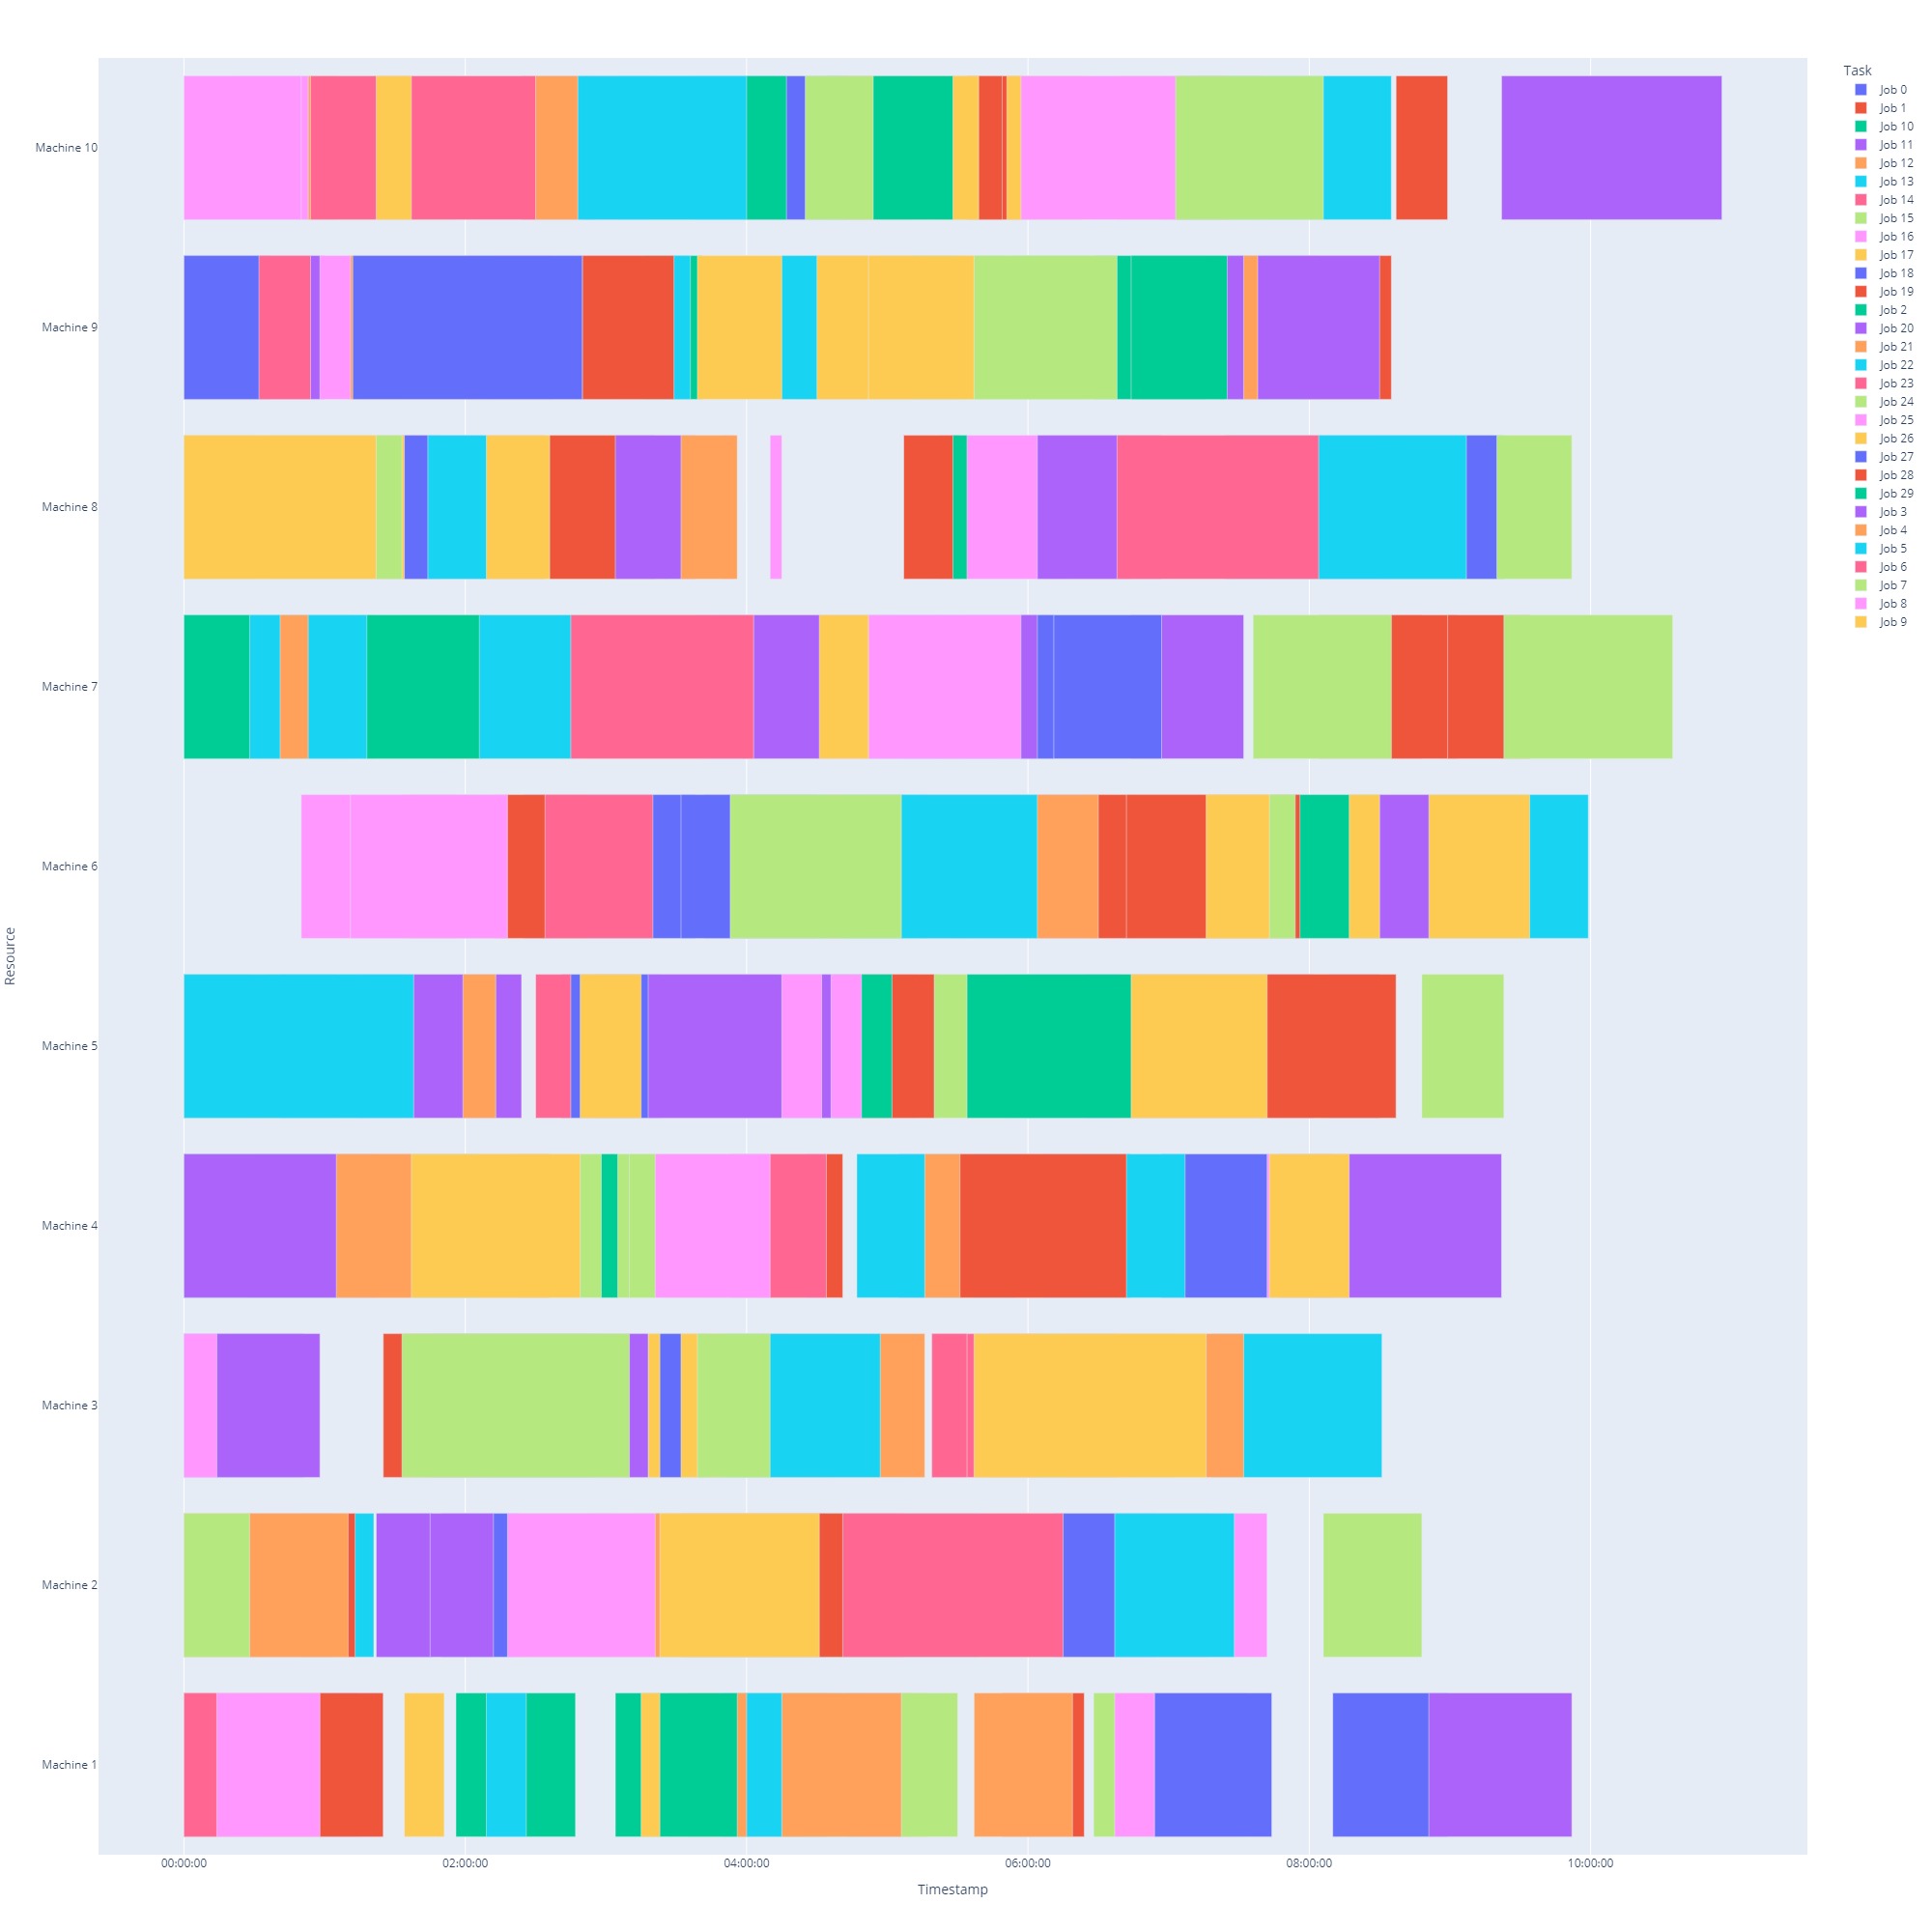 Task
Job 0
Job 1
Job 10
Job 11
Job 12
Job 13
Job 14
Job 15
Job 16
Job 17
Job 18
Job 19
Job 2
Job 20
Job 21
Job 22
Job 23
Job 24
Job 25
Job 26
Job 27
Job 28
Job 29
Job 3
Job 4
Job 5
Job 6
Job 7
Job 8
Job 9
Machine 10
Machine 9
Machine 8
Machine 7
Machine 6
Machine 5
Machine 4
Machine 3
Machine 2
Machine 1
Resource
00:00:00 02:00:00 04:00:00 06:00:00 08:00:00 10:00:00
Timestamp